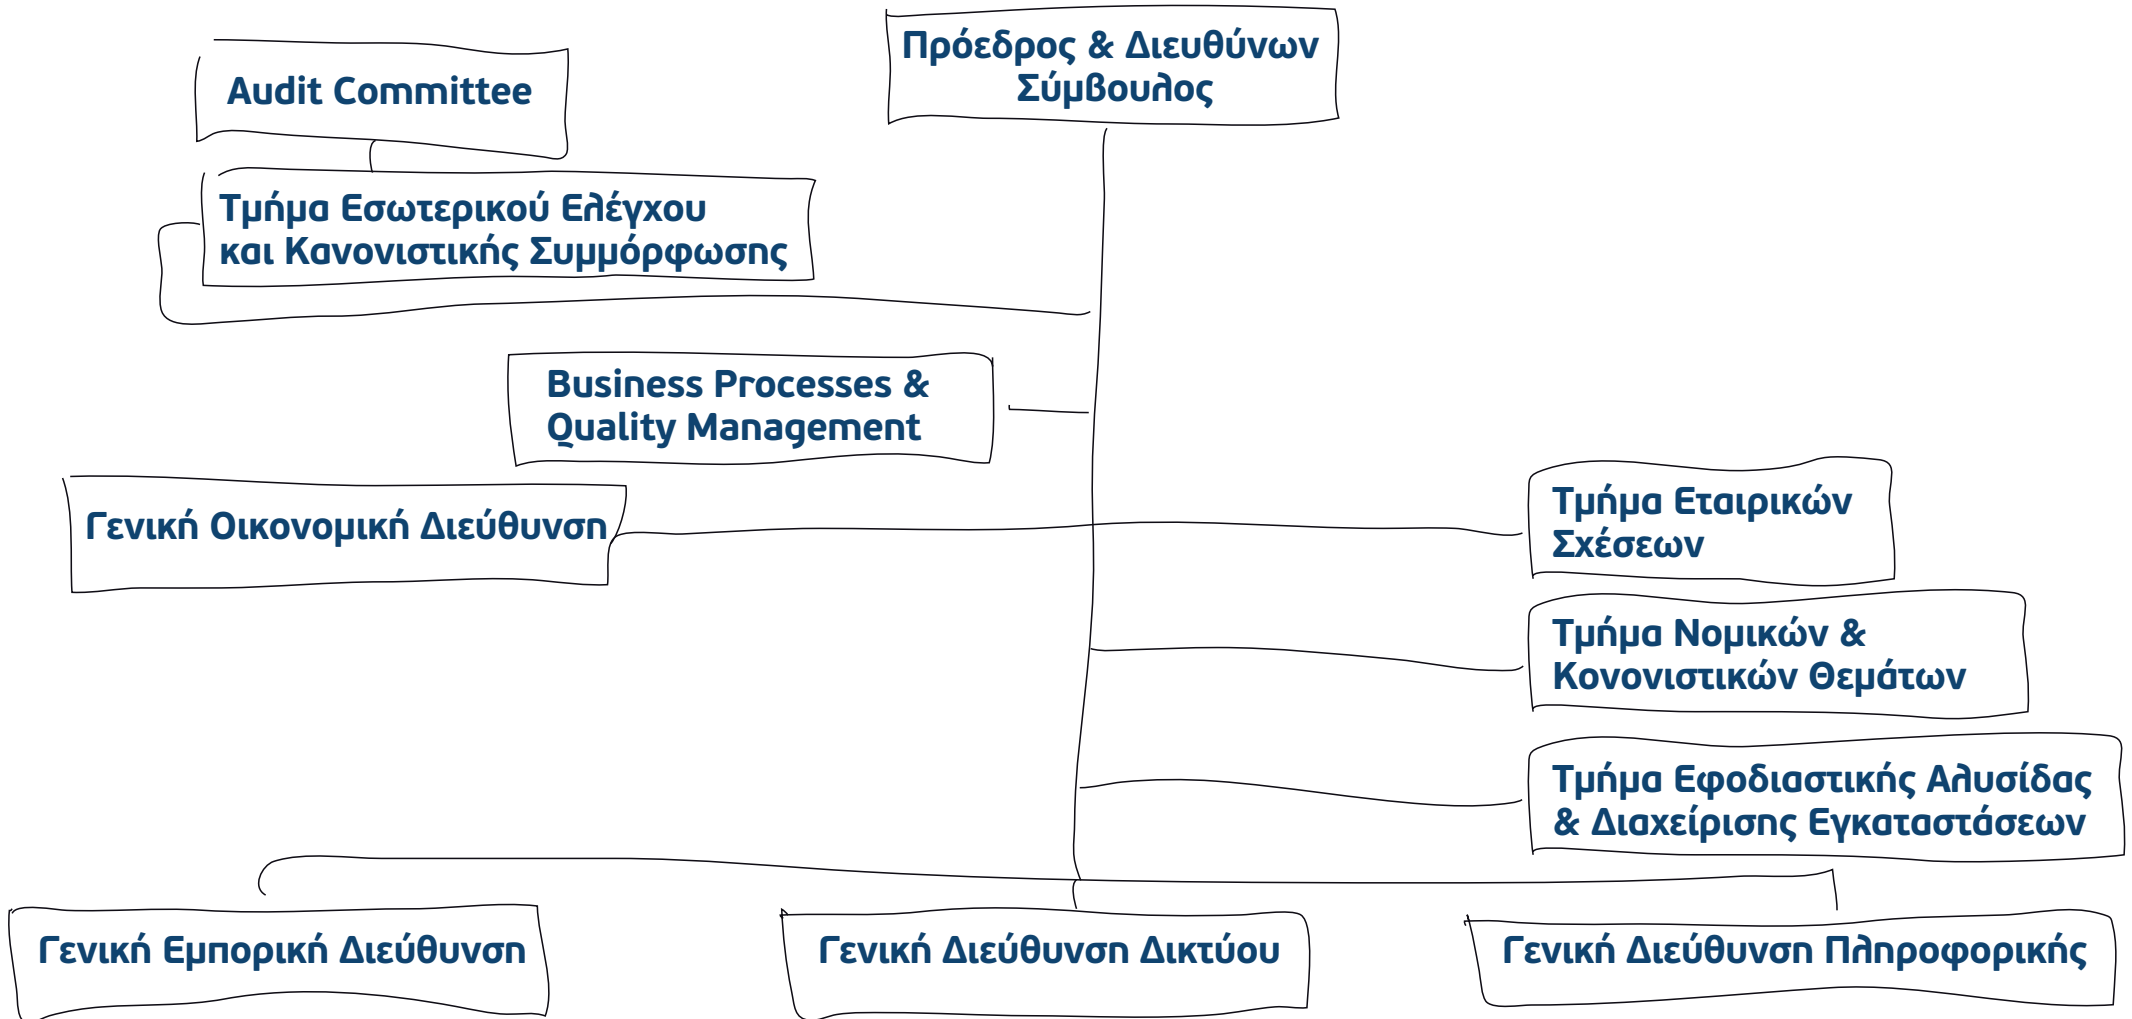 Πρόεδρος & Διευθύνων
Σύμβουλος
Audit Committee
Τμήμα Εσωτερικού Ελέγχου
και Κανονιστικής Συμμόρφωσης
Business Processes &
Quality Management
Γενική Οικονομική Διεύθυνση
Τμήμα Εταιρικών
Σχέσεων
Τμήμα Νομικών &
Κονονιστικών Θεμάτων
Τμήμα Εφοδιαστικής Αλυσίδας
& Διαχείρισης Εγκαταστάσεων
Γενική Εμπορική Διεύθυνση
Γενική Διεύθυνση Δικτύου
Γενική Διεύθυνση Πληροφορικής